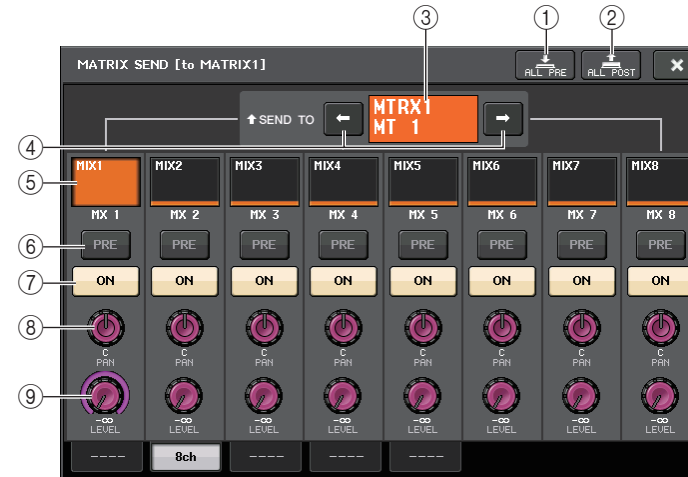 ③ ① ②
MATRIX SEND [to MATRIX1]
ALL PRE ALL POST ×
SEND TO ← MTRX1 →
MT 1
④
⑤ MIX1 MIX2 MIX3 MIX4 MIX5 MIX6 MIX7 MIX8
MX 1 MX 2 MX 3 MX 4 MX 5 MX 6 MX 7 MX 8
⑥ PRE PRE PRE PRE PRE PRE PRE PRE
⑦ ON ON ON ON ON ON ON ON
⑧
C C C C C C C C
PAN PAN PAN PAN PAN PAN PAN PAN
⑨
-∞ -∞ -∞ -∞ -∞ -∞ -∞ -∞
LEVEL LEVEL LEVEL LEVEL LEVEL LEVEL LEVEL LEVEL
---- 8ch ---- ---- ----